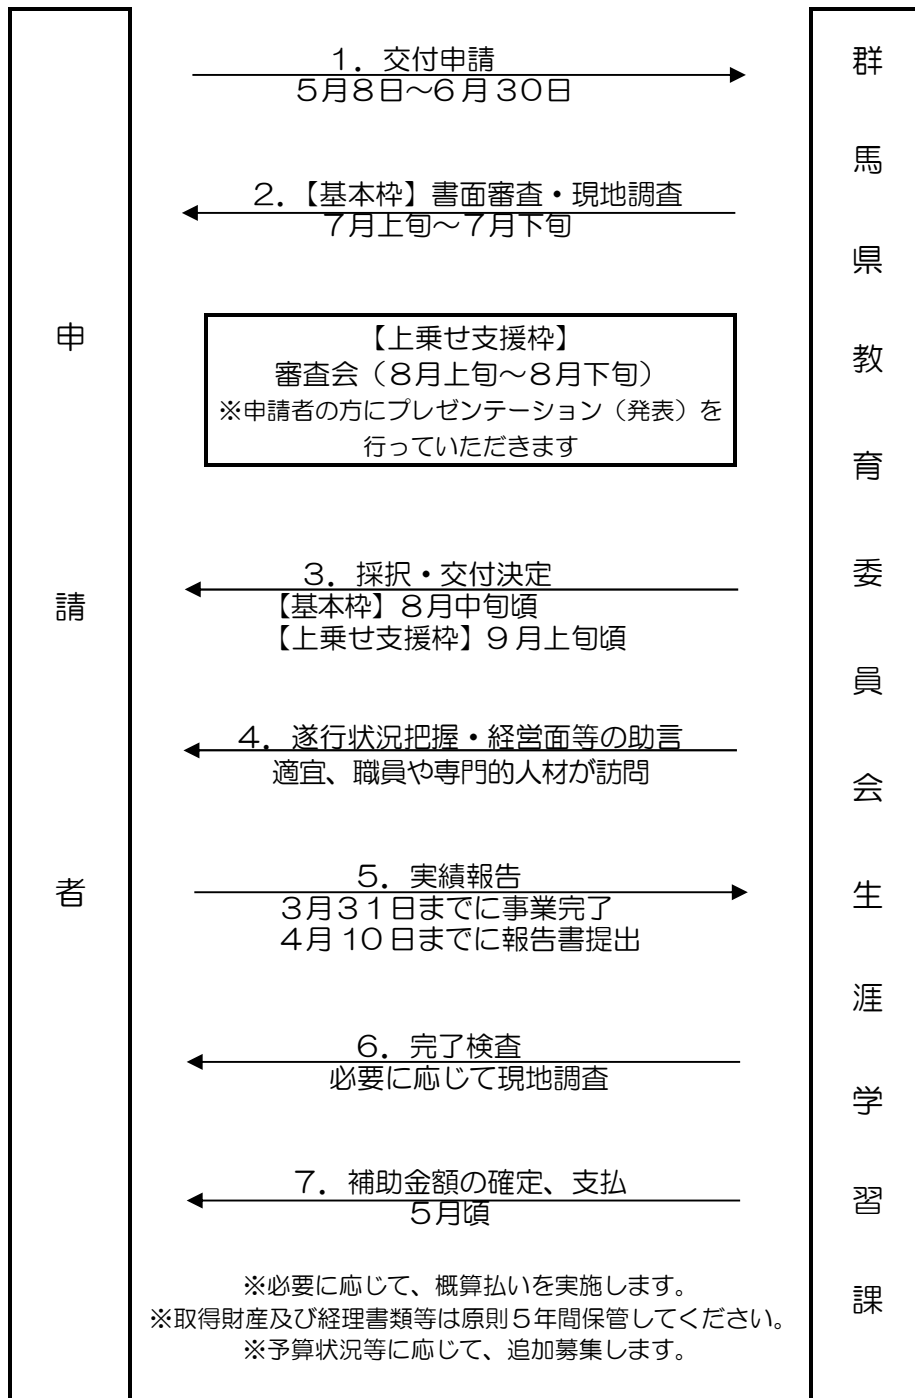 申請者
1．交付申請
5月8日～6月30日
2．【基本枠】書面審査・現地調査
7月上旬～7月下旬
【上乗せ支援枠】
審査会（8月上旬～8月下旬）
※申請者の方にプレゼンテーション（発表）を
行っていただきます
3．採択・交付決定
【基本枠】8月中旬頃
【上乗せ支援枠】9月上旬頃
4．遂行状況把握・経営面等の助言
適宜、職員や専門的人材が訪問
5．実績報告
3月31日までに事業完了
4月10日までに報告書提出
6．完了検査
必要に応じて現地調査
7．補助金額の確定、支払
5月頃
※必要に応じて、概算払いを実施します。
※取得財産及び経理書類等は原則5年間保管してください。
※予算状況等に応じて、追加募集します。
群馬県教育委員会生涯学習課